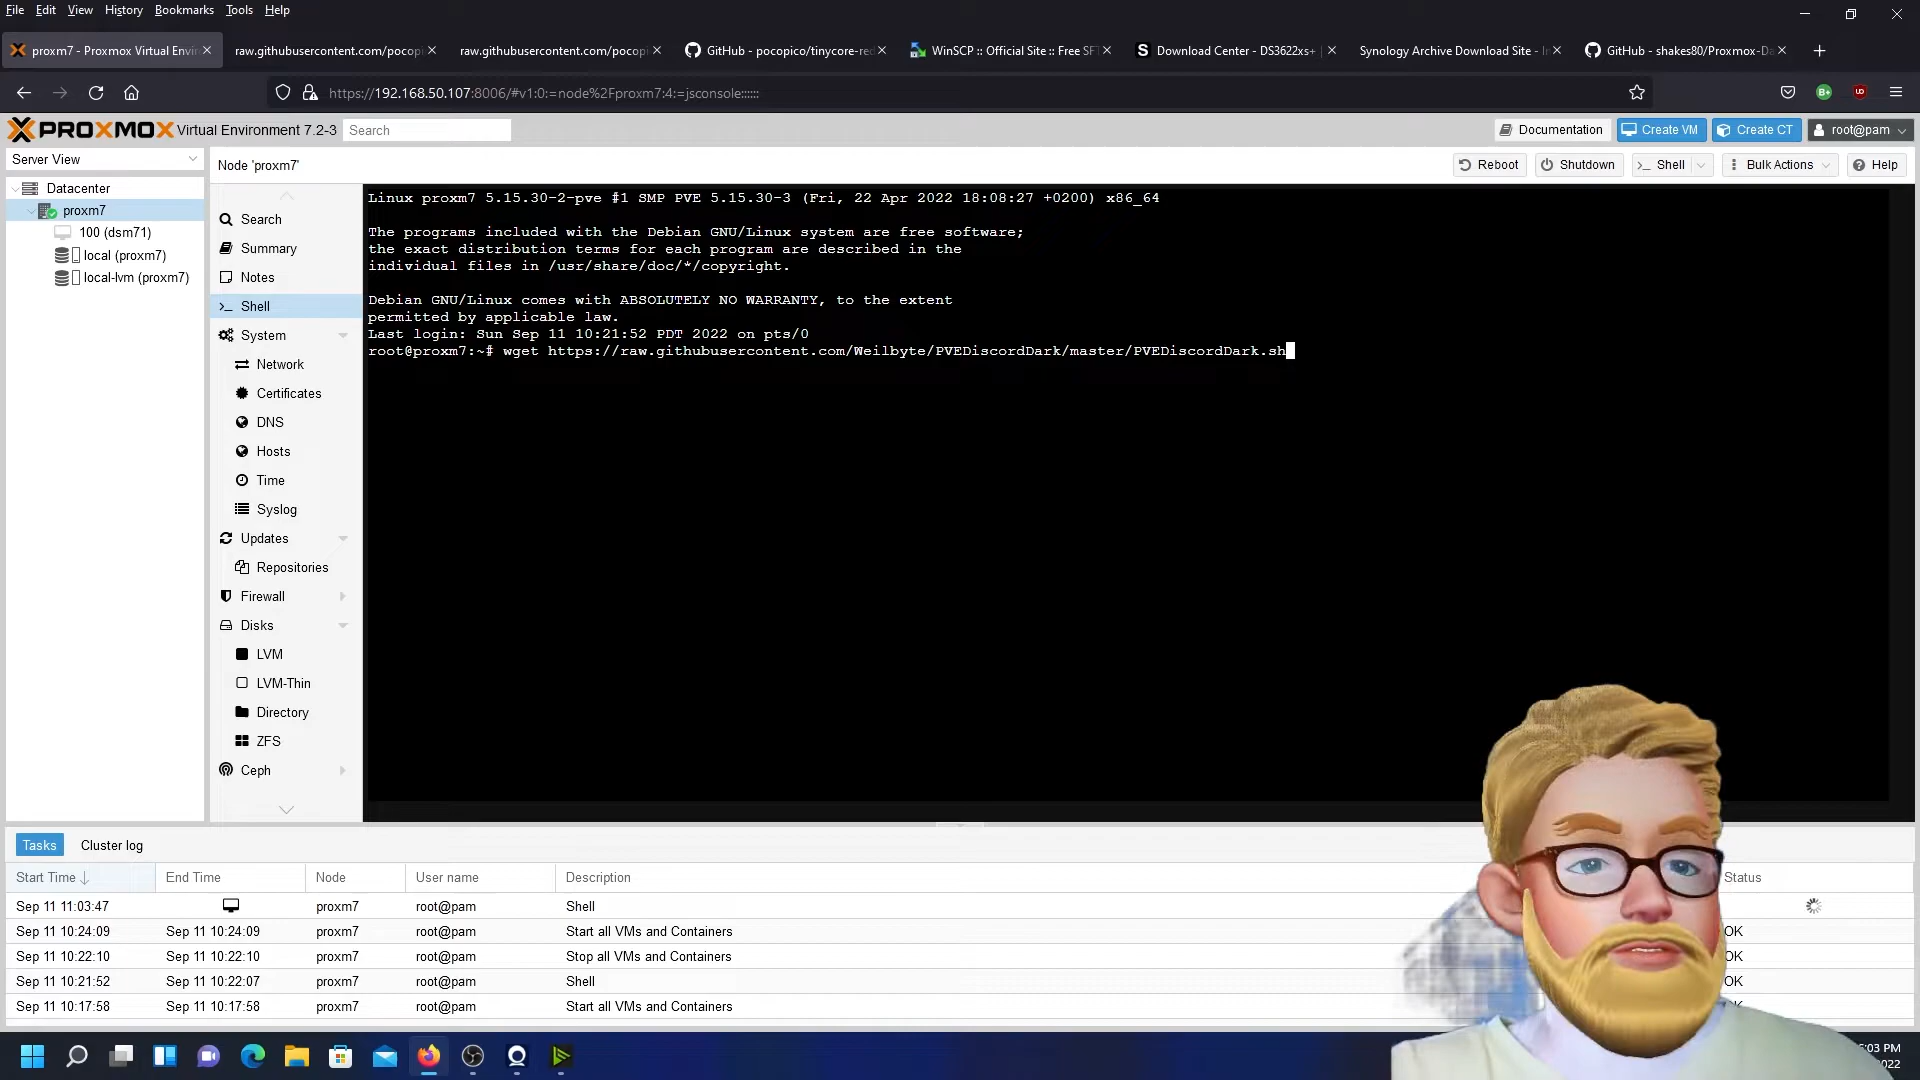 File Edit View History Bookmarks Tools Help
proxm7 - Proxmox Virtual Envir
raw.githubusercontent.com/pocopi
raw.githubusercontent.com/pocopi
GitHub - pocopico/tinycore-red
WinSCP :: Official Site :: Free SFT
Download Center - DS3622xs+ |
Synology Archive Download Site - In
GitHub - shakes80/Proxmox-Da
https://192.168.50.107:8006/#v1:0:=node%2Fproxm7:4:=jsconsole::::::
PROXMOX Virtual Environment 7.2-3 Search
Documentation Create VM Create CT root@pam
Server View
Datacenter
proxm7
100 (dsm71)
local (proxm7)
local-lvm (proxm7)
Node 'proxm7'
Reboot Shutdown Shell Bulk Actions Help
Search
Summary
Notes
Shell
System
Network
Certificates
DNS
Hosts
Time
Syslog
Updates
Repositories
Firewall
Disks
LVM
LVM-Thin
Directory
ZFS
Ceph
Linux proxm7 5.15.30-2-pve #1 SMP PVE 5.15.30-3 (Fri, 22 Apr 2022 18:08:27 +0200) x86_64
The programs included with the Debian GNU/Linux system are free software;
the exact distribution terms for each program are described in the
individual files in /usr/share/doc/*/copyright.
Debian GNU/Linux comes with ABSOLUTELY NO WARRANTY, to the extent
permitted by applicable law.
Last login: Sun Sep 11 10:21:52 PDT 2022 on pts/0
root@proxm7:~# wget https://raw.githubusercontent.com/Weilbyte/PVEDiscordDark/master/PVEDiscordDark.sh
Tasks Cluster log
Start Time End Time Node User name Description Status
Sep 11 11:03:47 proxm7 root@pam Shell
Sep 11 10:24:09 Sep 11 10:24:09 proxm7 root@pam Start all VMs and Containers OK
Sep 11 10:22:10 Sep 11 10:22:10 proxm7 root@pam Stop all VMs and Containers OK
Sep 11 10:21:52 Sep 11 10:22:07 proxm7 root@pam Shell OK
Sep 11 10:17:58 Sep 11 10:17:58 proxm7 root@pam Start all VMs and Containers
:03 PM
022